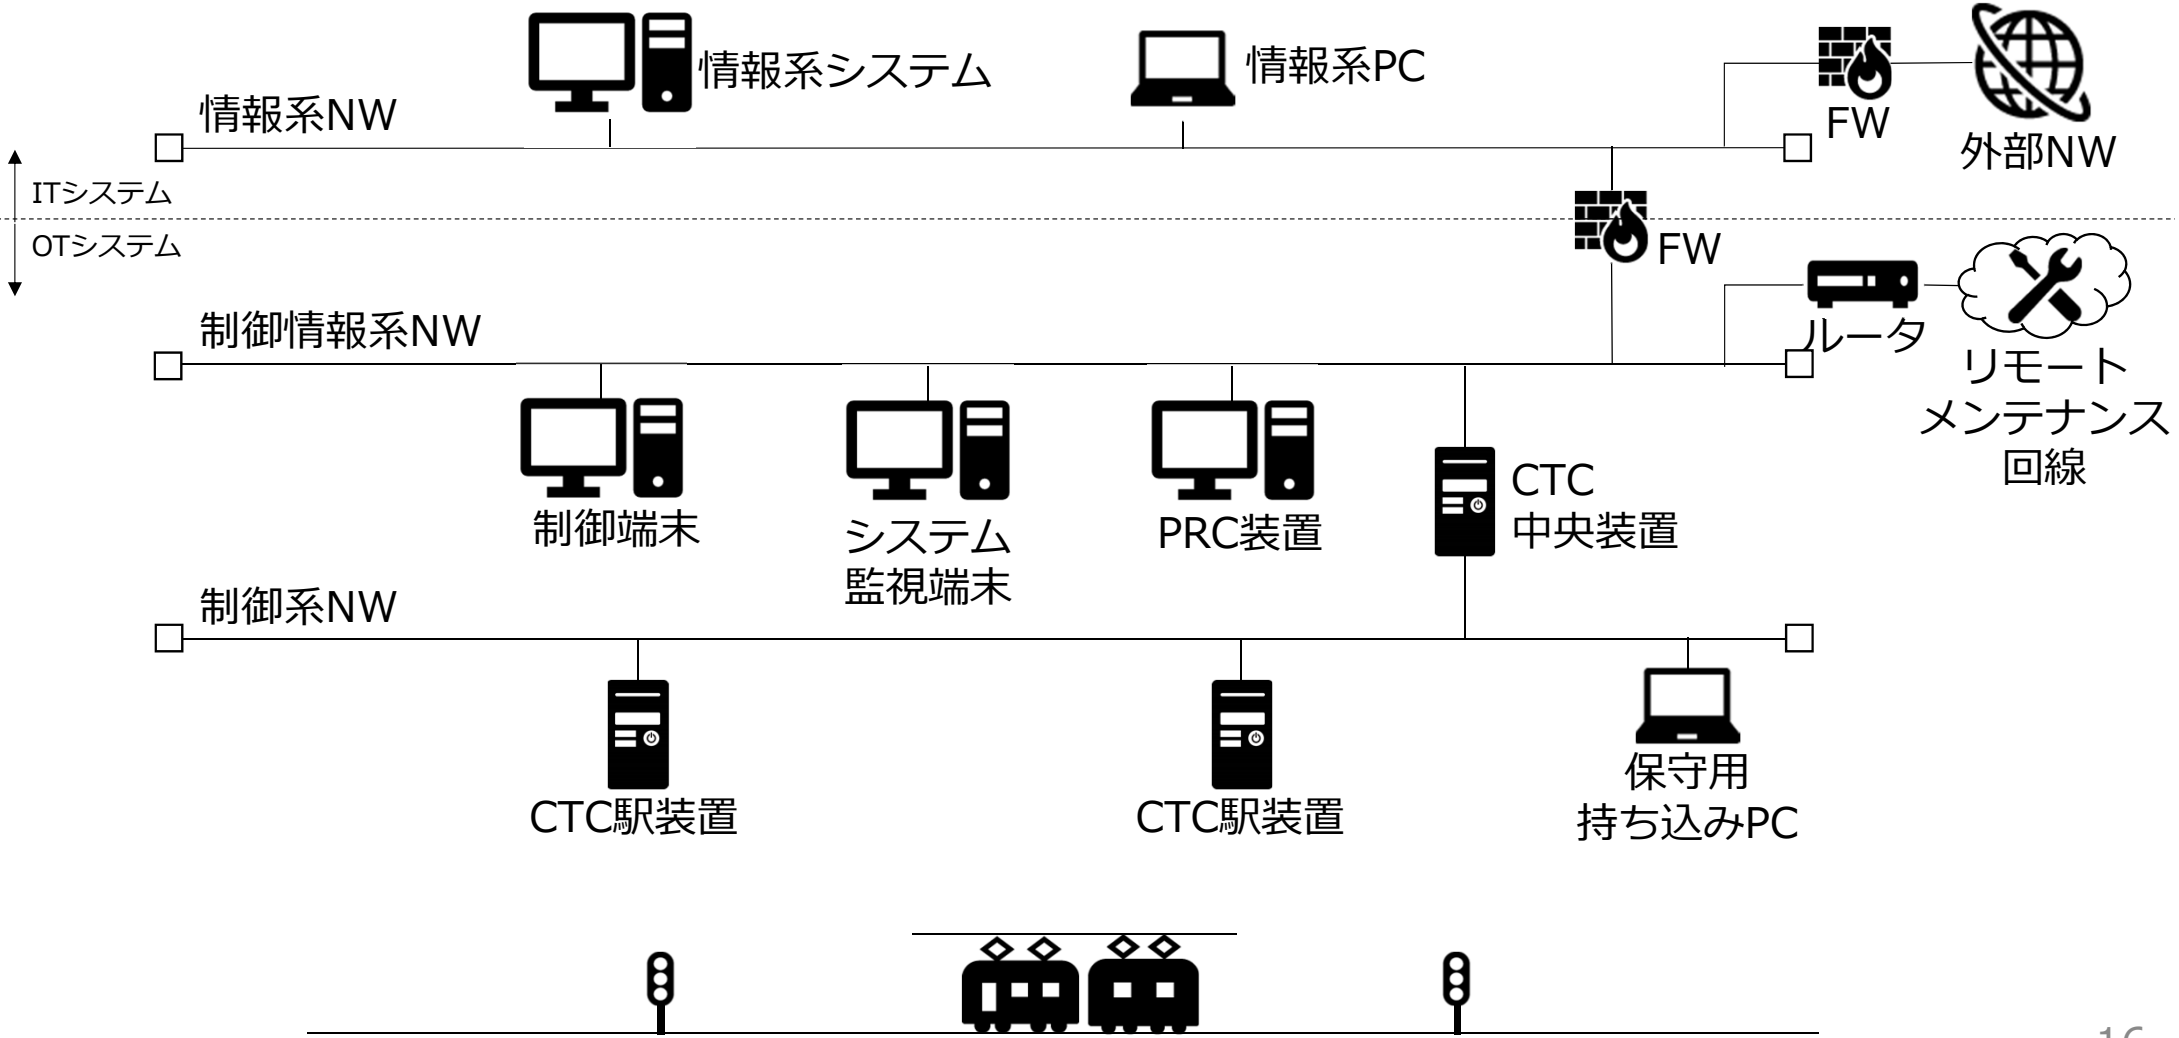 情報系システム
情報系PC
情報系NW
FW
外部NW
ITシステム
OTシステム
FW
ルータ
制御情報系NW
リモート
メンテナンス
回線
制御端末
システム
監視端末
PRC装置
CTC
中央装置
制御系NW
CTC駅装置
CTC駅装置
保守用
持ち込みPC